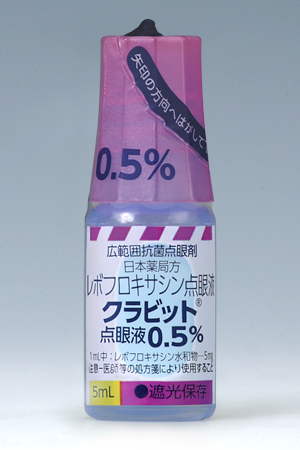 矢印の方向へはがして
0.5%
広範囲抗菌点眼剤
日本薬局方
レボフロキサシン点眼液
クラビット®
点眼液0.5%
1mL中:レボフロキサシン水和物…5mg
注意−医師等の処方箋により使用すること
5mL
●遮光保存